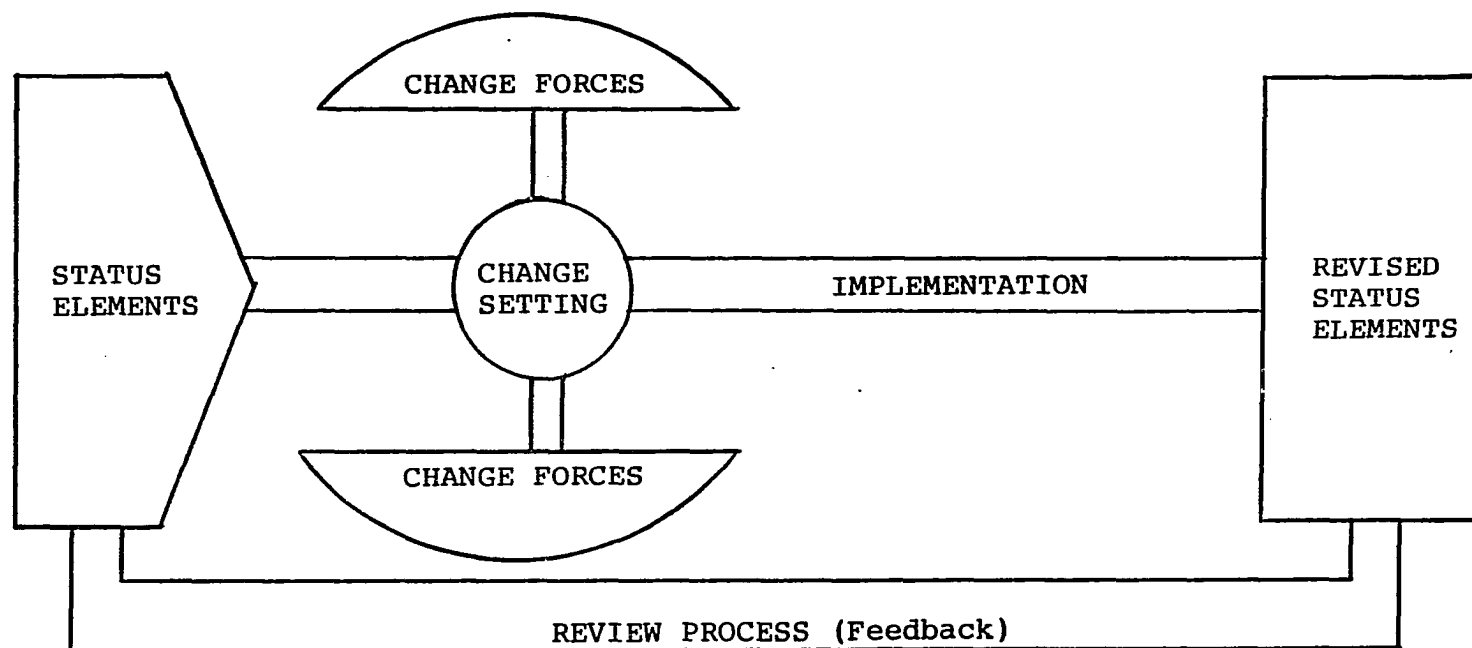 CHANGE FORCES
STATUS
ELEMENTS
CHANGE
SETTING
IMPLEMENTATION
REVISED
STATUS
ELEMENTS
CHANGE FORCES
REVIEW PROCESS (Feedback)